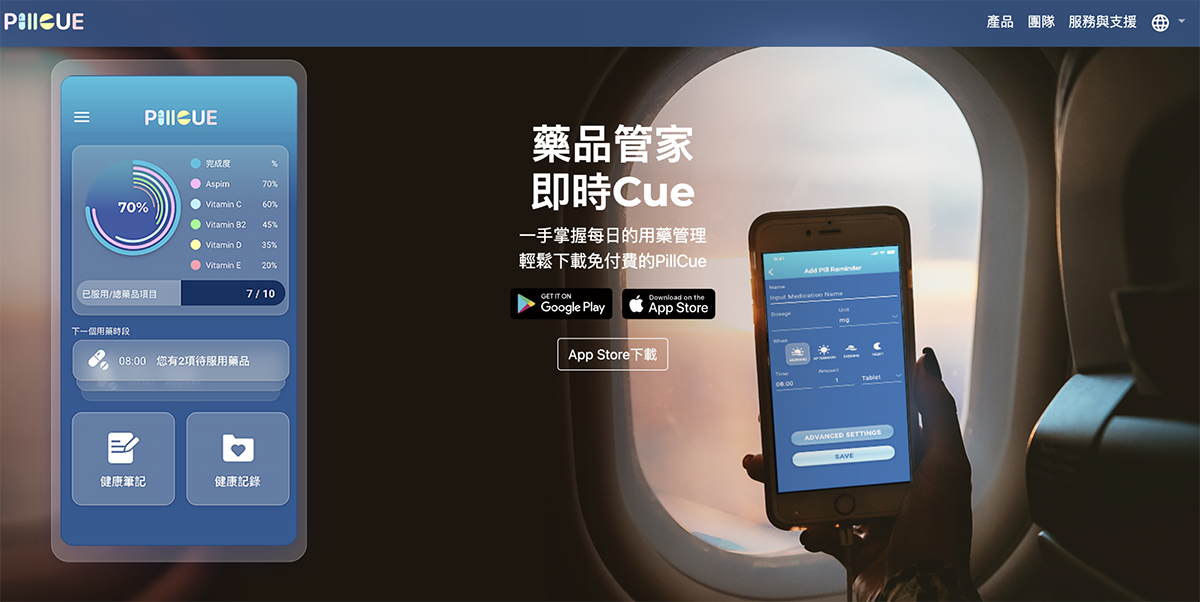 PillCUE
產品 團隊 服務與支援
PillCUE
完成度 %
Aspirn 70%
Vitamin C 60%
Vitamin B2 45%
Vitamin D 35%
Vitamin E 20%
70%
已服用/總藥品項目 7 / 10
下一個用藥時段
08:00 您有2項待服用藥品
健康筆記
健康記錄
藥品管家
即時Cue
一手掌握每日的用藥管理
輕鬆下載免付費的PillCue
GET IT ON
Google Play
Download on the
App Store
App Store下載
9:41
Add Pill Reminder
Name
Input Medication Name
Dosage
Unit
mg
When
MORNING AFTERNOON EVENING NIGHT
Time Amount
08:00 1 Tablet
ADVANCED SETTINGS
SAVE